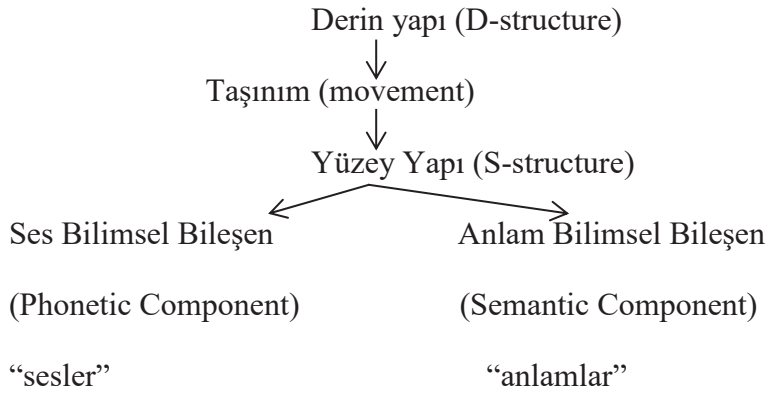 Derin yapı (D-structure)
Taşınım (movement)
Yüzey Yapı (S-structure)
Ses Bilimsel Bileşen
Anlam Bilimsel Bileşen
(Phonetic Component)
(Semantic Component)
“sesler”
“anlamlar”